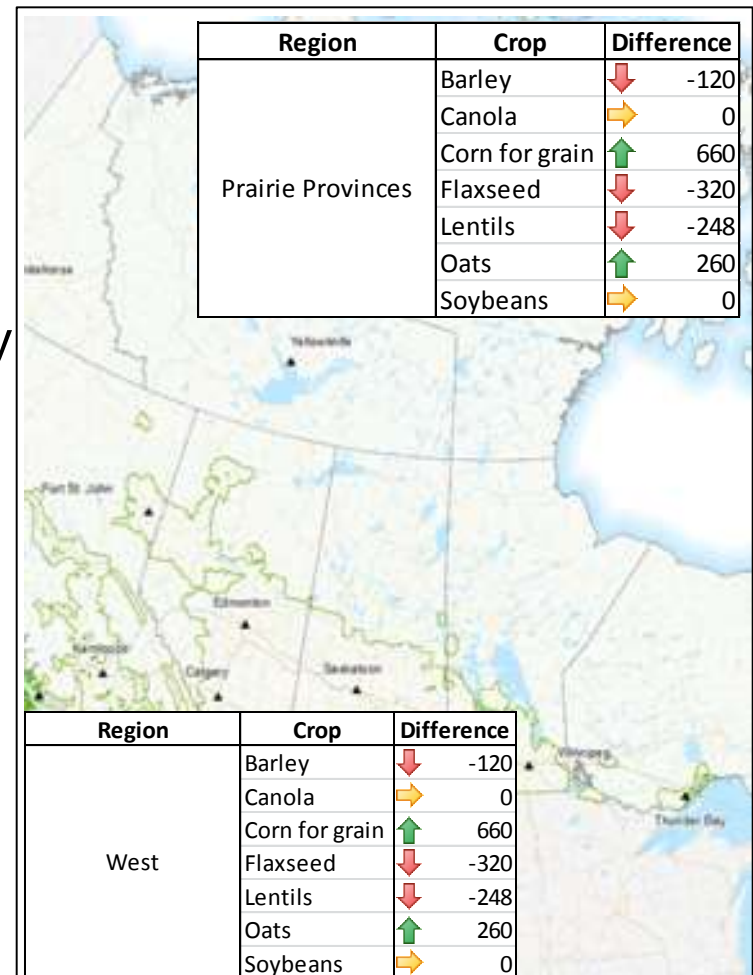 Region Crop Difference
Prairie Provinces
Barley -120
Canola 0
Corn for grain 660
Flaxseed -320
Lentils -248
Oats 260
Soybeans 0
y
Yellowknife
Fort St. John
Edmonton
Kamloops
Calgary
Saskatoon
Winnipeg
Thunder Bay
Region Crop Difference
West
Barley -120
Canola 0
Corn for grain 660
Flaxseed -320
Lentils -248
Oats 260
Soybeans 0